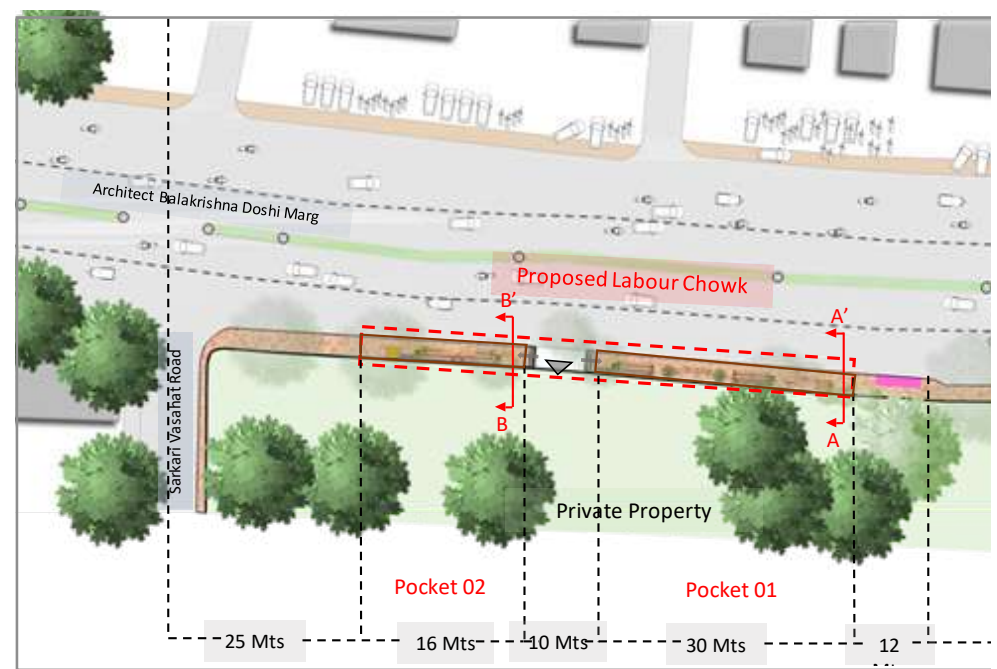 Architect Balakrishna Doshi Marg
Proposed Labour Chowk
B'
A'
Sarkari Vasahat Road
B
A
Private Property
Pocket 02
Pocket 01
25 Mts
16 Mts
10 Mts
30 Mts
12